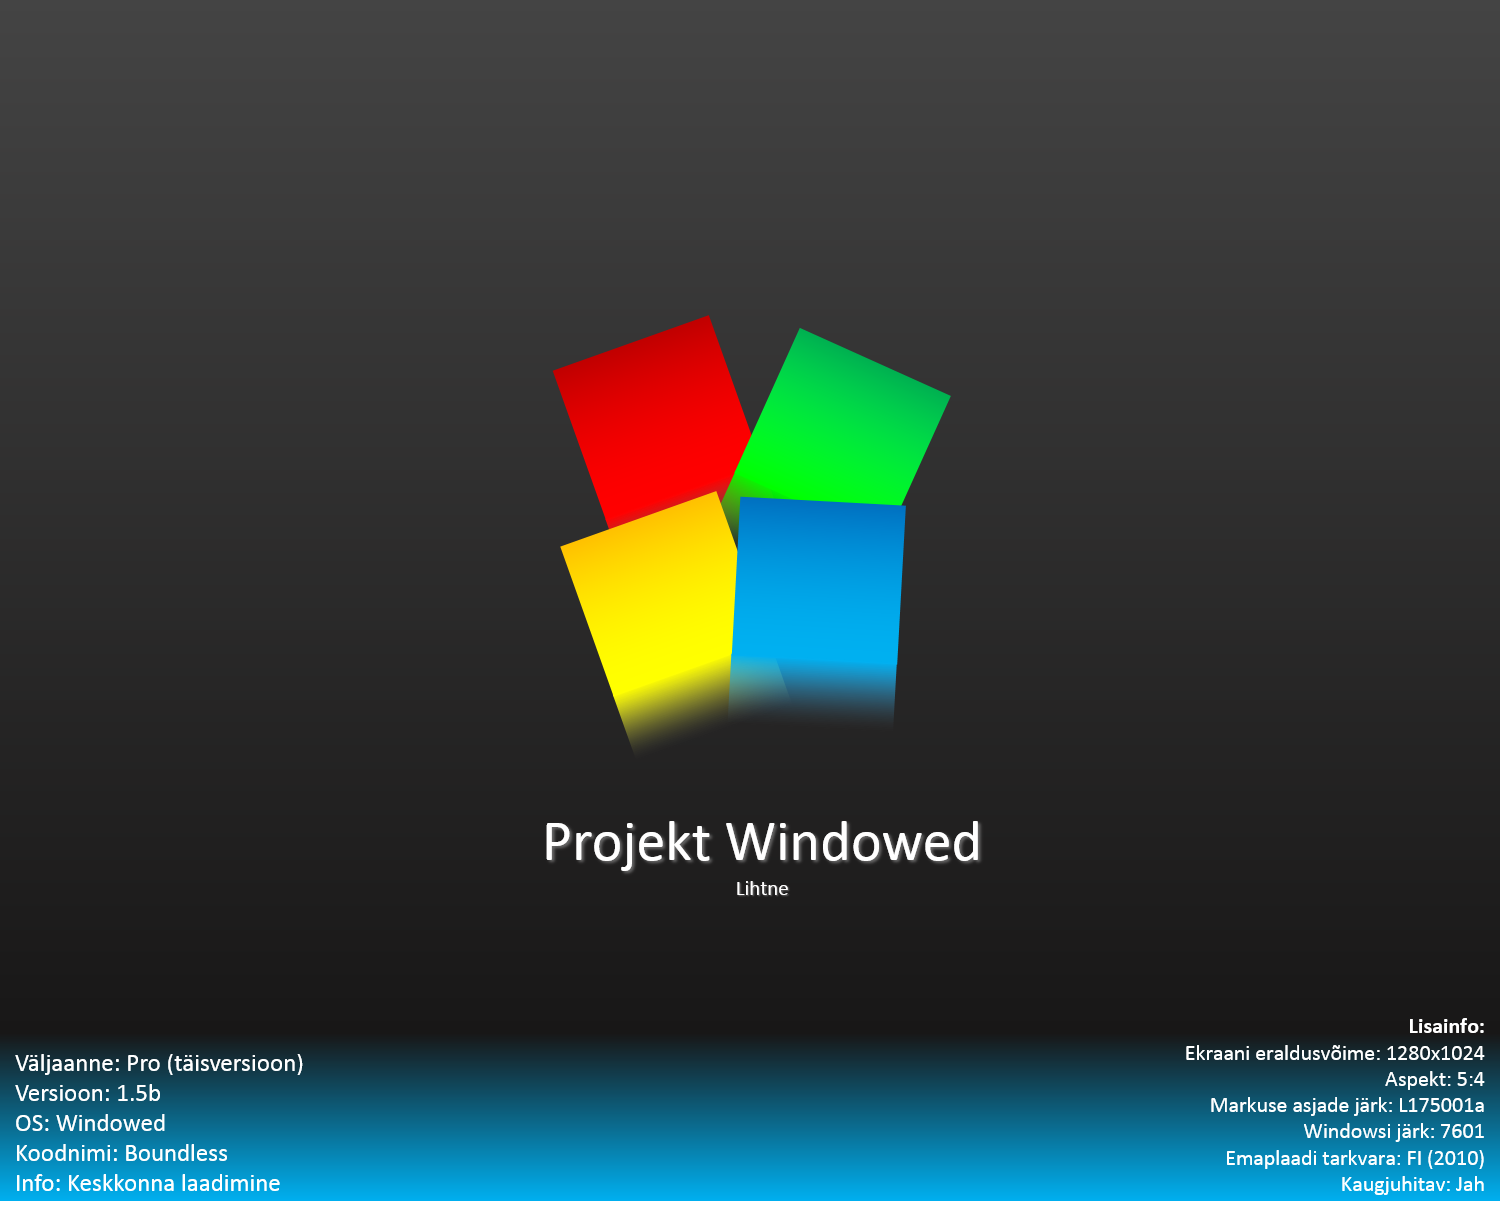 Projekt Windowed
Lihtne
Väljaanne: Pro (täisversioon)
Versioon: 1.5b
OS: Windowed
Koodnimi: Boundless
Info: Keskkonna laadimine
Lisainfo:
Ekraani eraldusvõime: 1280x1024
Aspekt: 5:4
Markuse asjade järk: L175001a
Windowsi järk: 7601
Emaplaadi tarkvara: FI (2010)
Kaugjuhitav: Jah